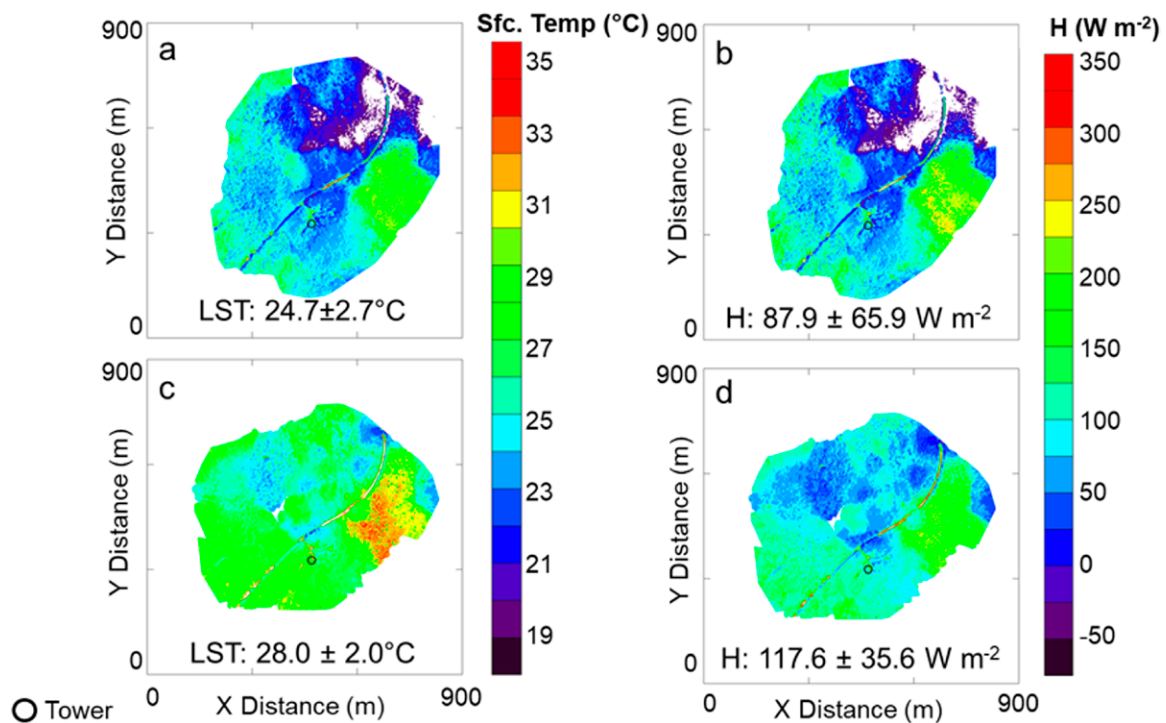 Sfc. Temp (°C)
H (W m-2)
900
a
Y Distance (m)
0
LST: 24.7±2.7°C
35
33
31
29
27
25
23
21
19
900
b
Y Distance (m)
0
H: 87.9 ± 65.9 W m-2
350
300
250
200
150
100
50
0
-50
900
c
Y Distance (m)
0
LST: 28.0 ± 2.0°C
0
X Distance (m)
900
900
d
Y Distance (m)
0
H: 117.6 ± 35.6 W m-2
0
X Distance (m)
900
Tower